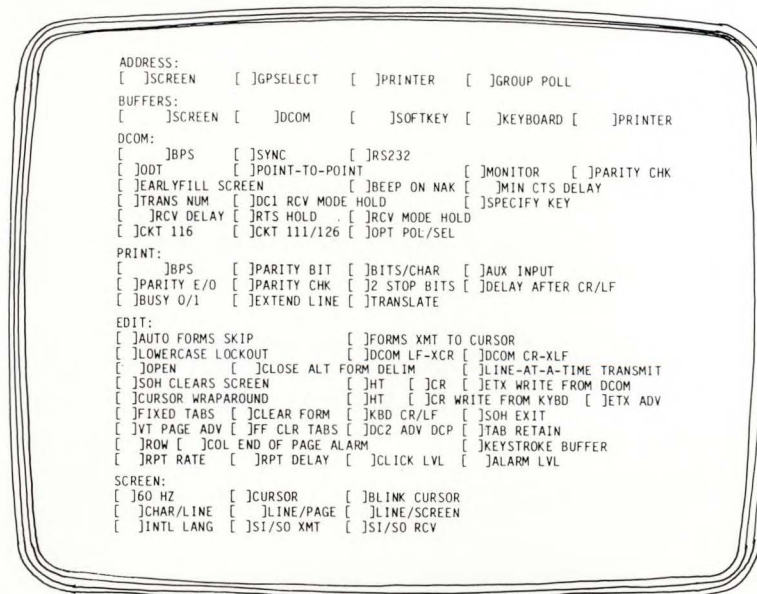 ADDRESS:
[ ]SCREEN [ ]GPSELECT [ ]PRINTER [ ]GROUP POLL
BUFFERS:
[ ]SCREEN [ ]DCOM [ ]SOFTKEY [ ]KEYBOARD [ ]PRINTER
DCOM:
[ ]BPS [ ]SYNC [ ]RS232
[ ]ODT [ ]POINT-TO-POINT [ ]MONITOR [ ]PARITY CHK
[ ]EARLYFILL SCREEN [ ]BEEP ON NAK [ ]MIN CTS DELAY
[ ]TRANS NUM [ ]DC1 RCV MODE HOLD [ ]SPECIFY KEY
[ ]RCV DELAY [ ]RTS HOLD . [ ]RCV MODE HOLD
[ ]CKT 116 [ ]CKT 111/126 [ ]OPT POL/SEL
PRINT:
[ ]BPS [ ]PARITY BIT [ ]BITS/CHAR [ ]AUX INPUT
[ ]PARITY E/O [ ]PARITY CHK [ ]2 STOP BITS [ ]DELAY AFTER CR/LF
[ ]BUSY 0/1 [ ]EXTEND LINE [ ]TRANSLATE
EDIT:
[ ]AUTO FORMS SKIP [ ]FORMS XMT TO CURSOR
[ ]LOWERCASE LOCKOUT [ ]DCOM LF-XCR [ ]DCOM CR-XLF
[ ]OPEN [ ]CLOSE ALT FORM DELIM [ ]LINE-AT-A-TIME TRANSMIT
[ ]SOH CLEARS SCREEN [ ]HT [ ]CR [ ]ETX WRITE FROM DCOM
[ ]CURSOR WRAPAROUND [ ]HT [ ]CR WRITE FROM KYBD [ ]ETX ADV
[ ]FIXED TABS [ ]CLEAR FORM [ ]KBD CR/LF [ ]SOH EXIT
[ ]VT PAGE ADV [ ]FF CLR TABS [ ]DC2 ADV DCP [ ]TAB RETAIN
[ ]ROW [ ]COL END OF PAGE ALARM [ ]KEYSTROKE BUFFER
[ ]RPT RATE [ ]RPT DELAY [ ]CLICK LVL [ ]ALARM LVL
SCREEN:
[ ]60 HZ [ ]CURSOR [ ]BLINK CURSOR
[ ]CHAR/LINE [ ]LINE/PAGE [ ]LINE/SCREEN
[ ]INTL LANG [ ]SI/SO XMT [ ]SI/SO RCV